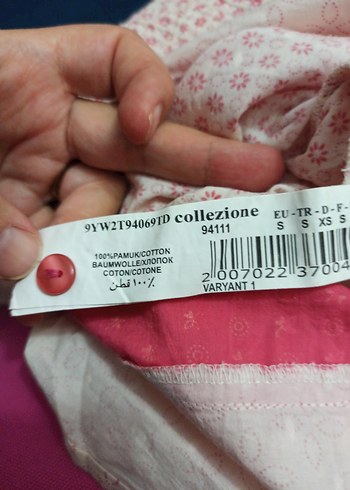 9YW2T94069TD collezione
94111
EU - TR - D - F -
S S XS S
100%PAMUK/COTTON
BAUMWOLLE/ХЛОПОК
COTON/COTONE
٪١٠٠ قطن
2 007022 37004
VARYANT 1